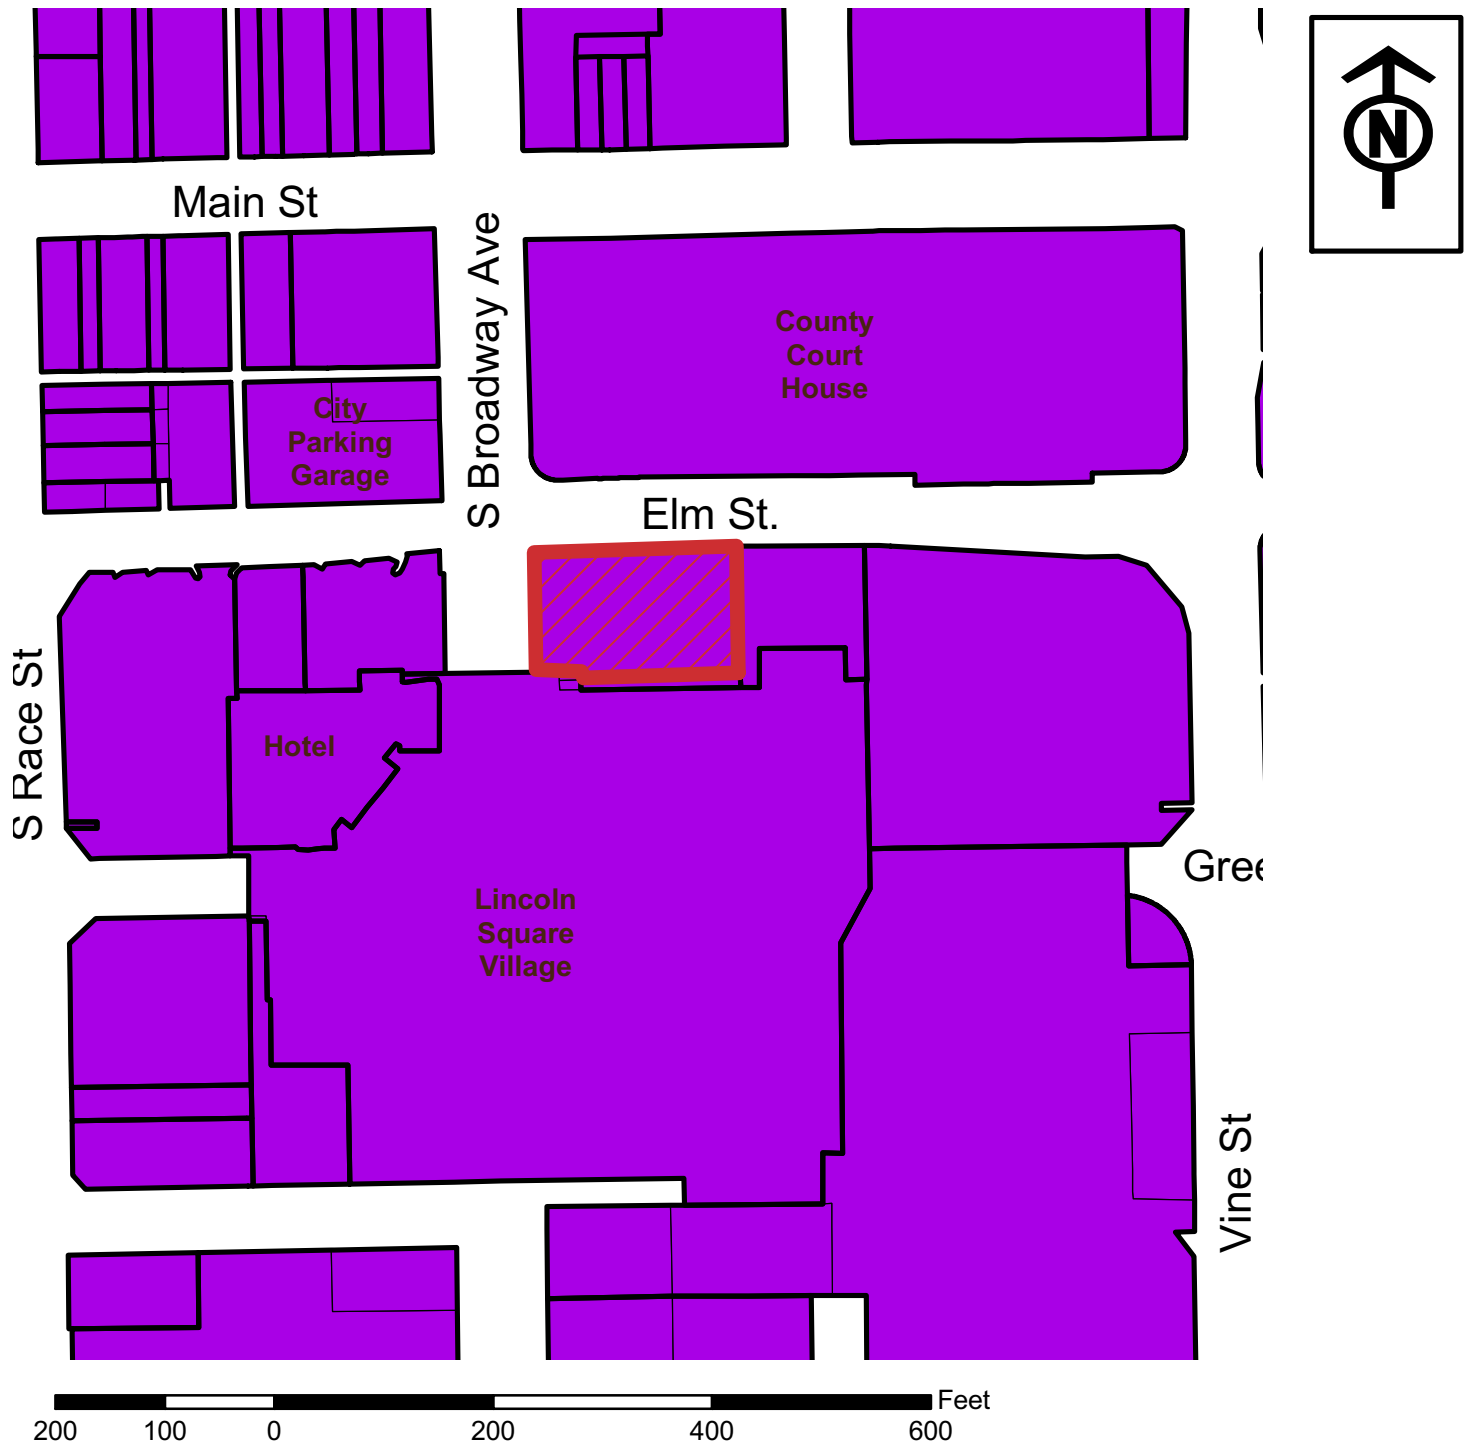 N
Main St
S Broadway Ave
County
Court
House
City
Parking
Garage
Elm St.
S Race St
Hotel
Gree
Lincoln
Square
Village
Vine St
Feet
200 100 0 200 400 600